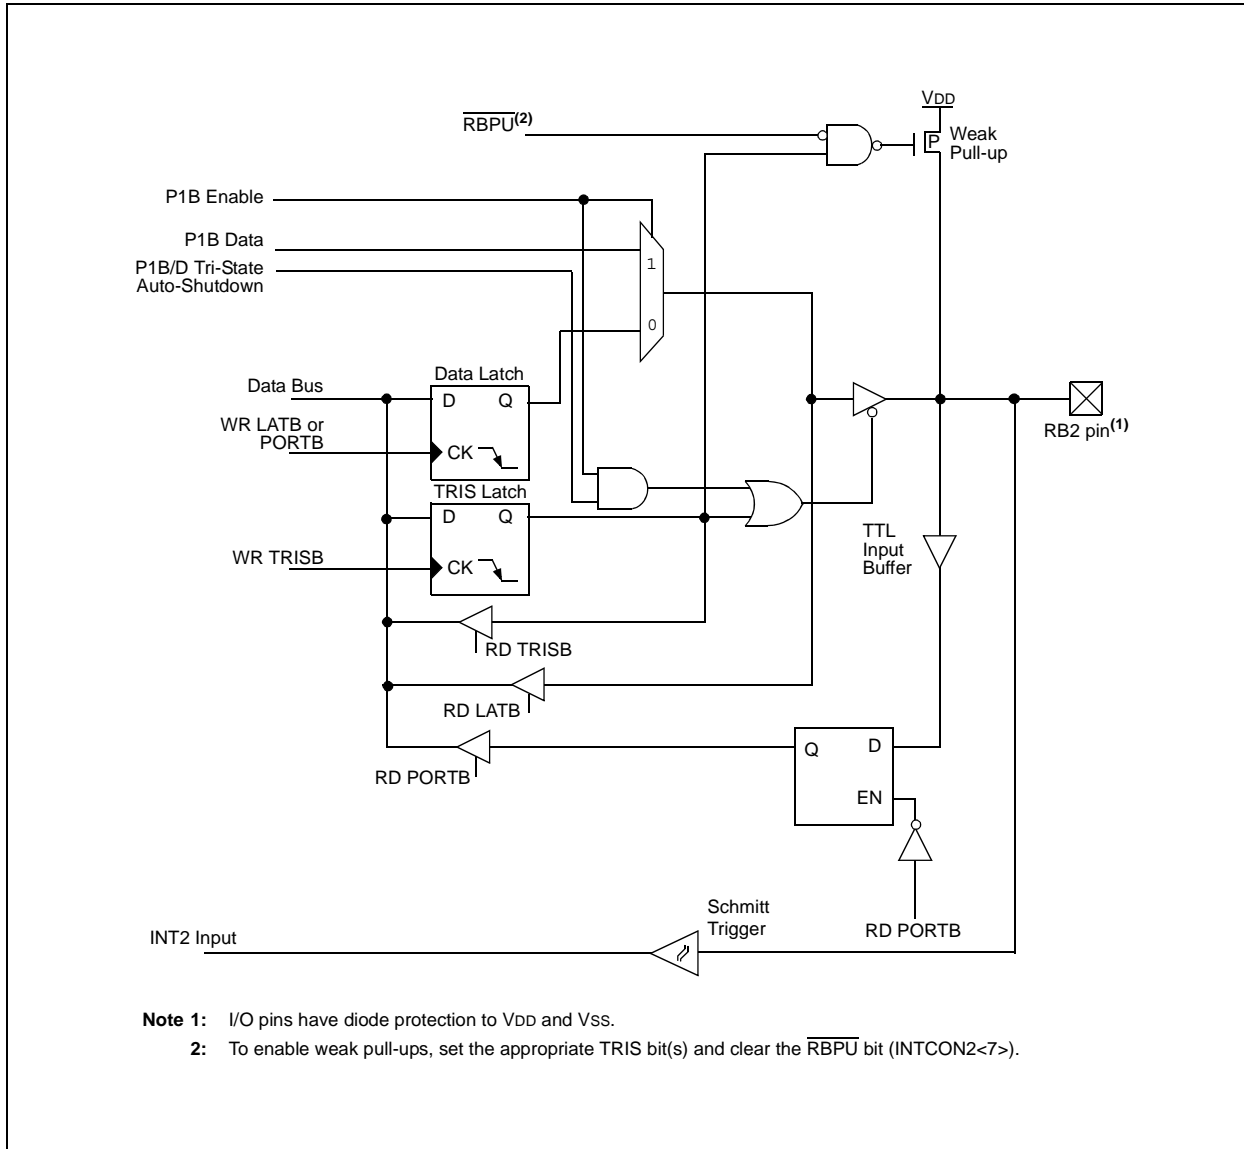 VDD
RBPU(2)
P
Weak
Pull-up
P1B Enable
P1B Data
P1B/D Tri-State
Auto-Shutdown
1
0
Data Latch
Data Bus
D Q
WR LATB or
PORTB
CK
RB2 pin(1)
TRIS Latch
D Q
WR TRISB
CK
TTL
Input
Buffer
RD TRISB
RD LATB
Q D
RD PORTB
EN
Schmitt
Trigger
RD PORTB
INT2 Input
Note 1: I/O pins have diode protection to VDD and VSS.
2: To enable weak pull-ups, set the appropriate TRIS bit(s) and clear the RBPU bit (INTCON2<7>).